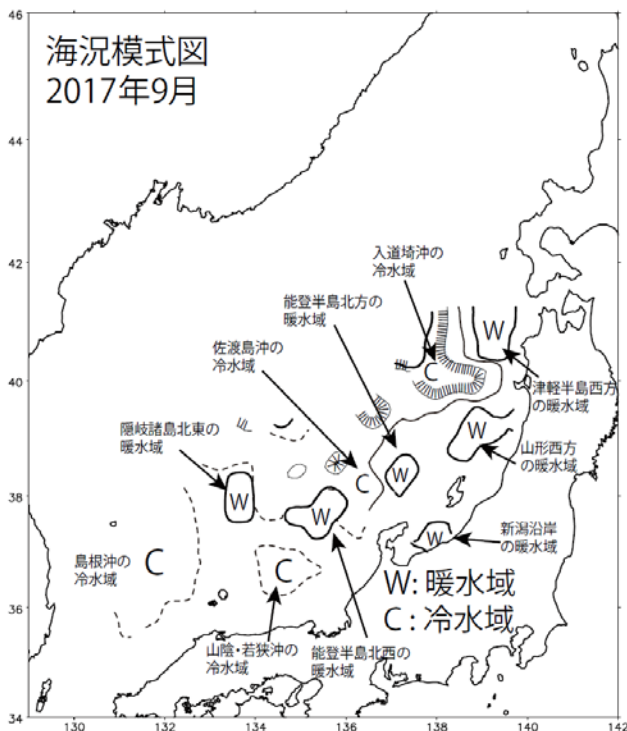 海況模式図
2017年9月
46
44
42
40
38
36
34
130
132
134
136
138
140
142
入道埼沖の
冷水域
能登半島北方の
暖水域
佐渡島沖の
冷水域
隠岐諸島北東の
暖水域
島根沖の
冷水域
山陰・若狭沖の
冷水域
能登半島北西の
暖水域
津軽半島西方
の暖水域
山形西方
の暖水域
新潟沿岸
の暖水域
W
C
W
W
C
W
W
C
C
W
W: 暖水域
C : 冷水域